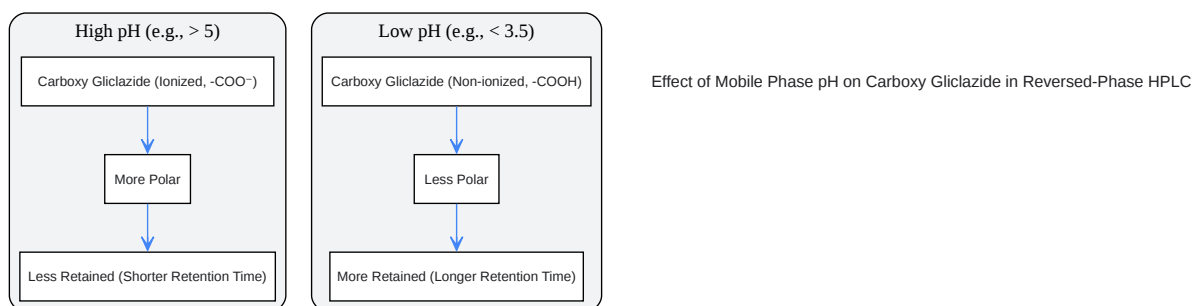 High pH (e.g., > 5)
Carboxy Gliclazide (Ionized, -COO⁻)
More Polar
Less Retained (Shorter Retention Time)
Low pH (e.g., < 3.5)
Carboxy Gliclazide (Non-ionized, -COOH)
Less Polar
More Retained (Longer Retention Time)
Effect of Mobile Phase pH on Carboxy Gliclazide in Reversed-Phase HPLC